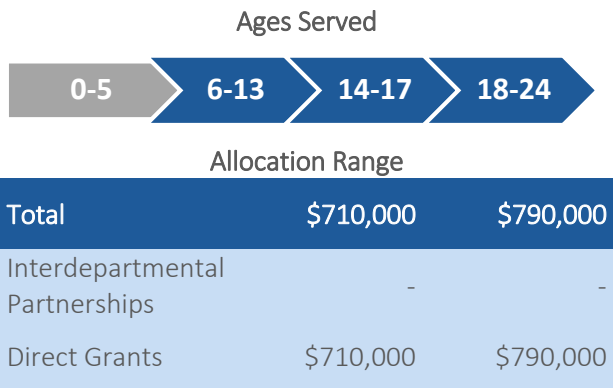 Ages Served
0-5 6-13 14-17 18-24
Allocation Range
Total $710,000 $790,000
Interdepartmental
Partnerships - -
Direct Grants $710,000 $790,000